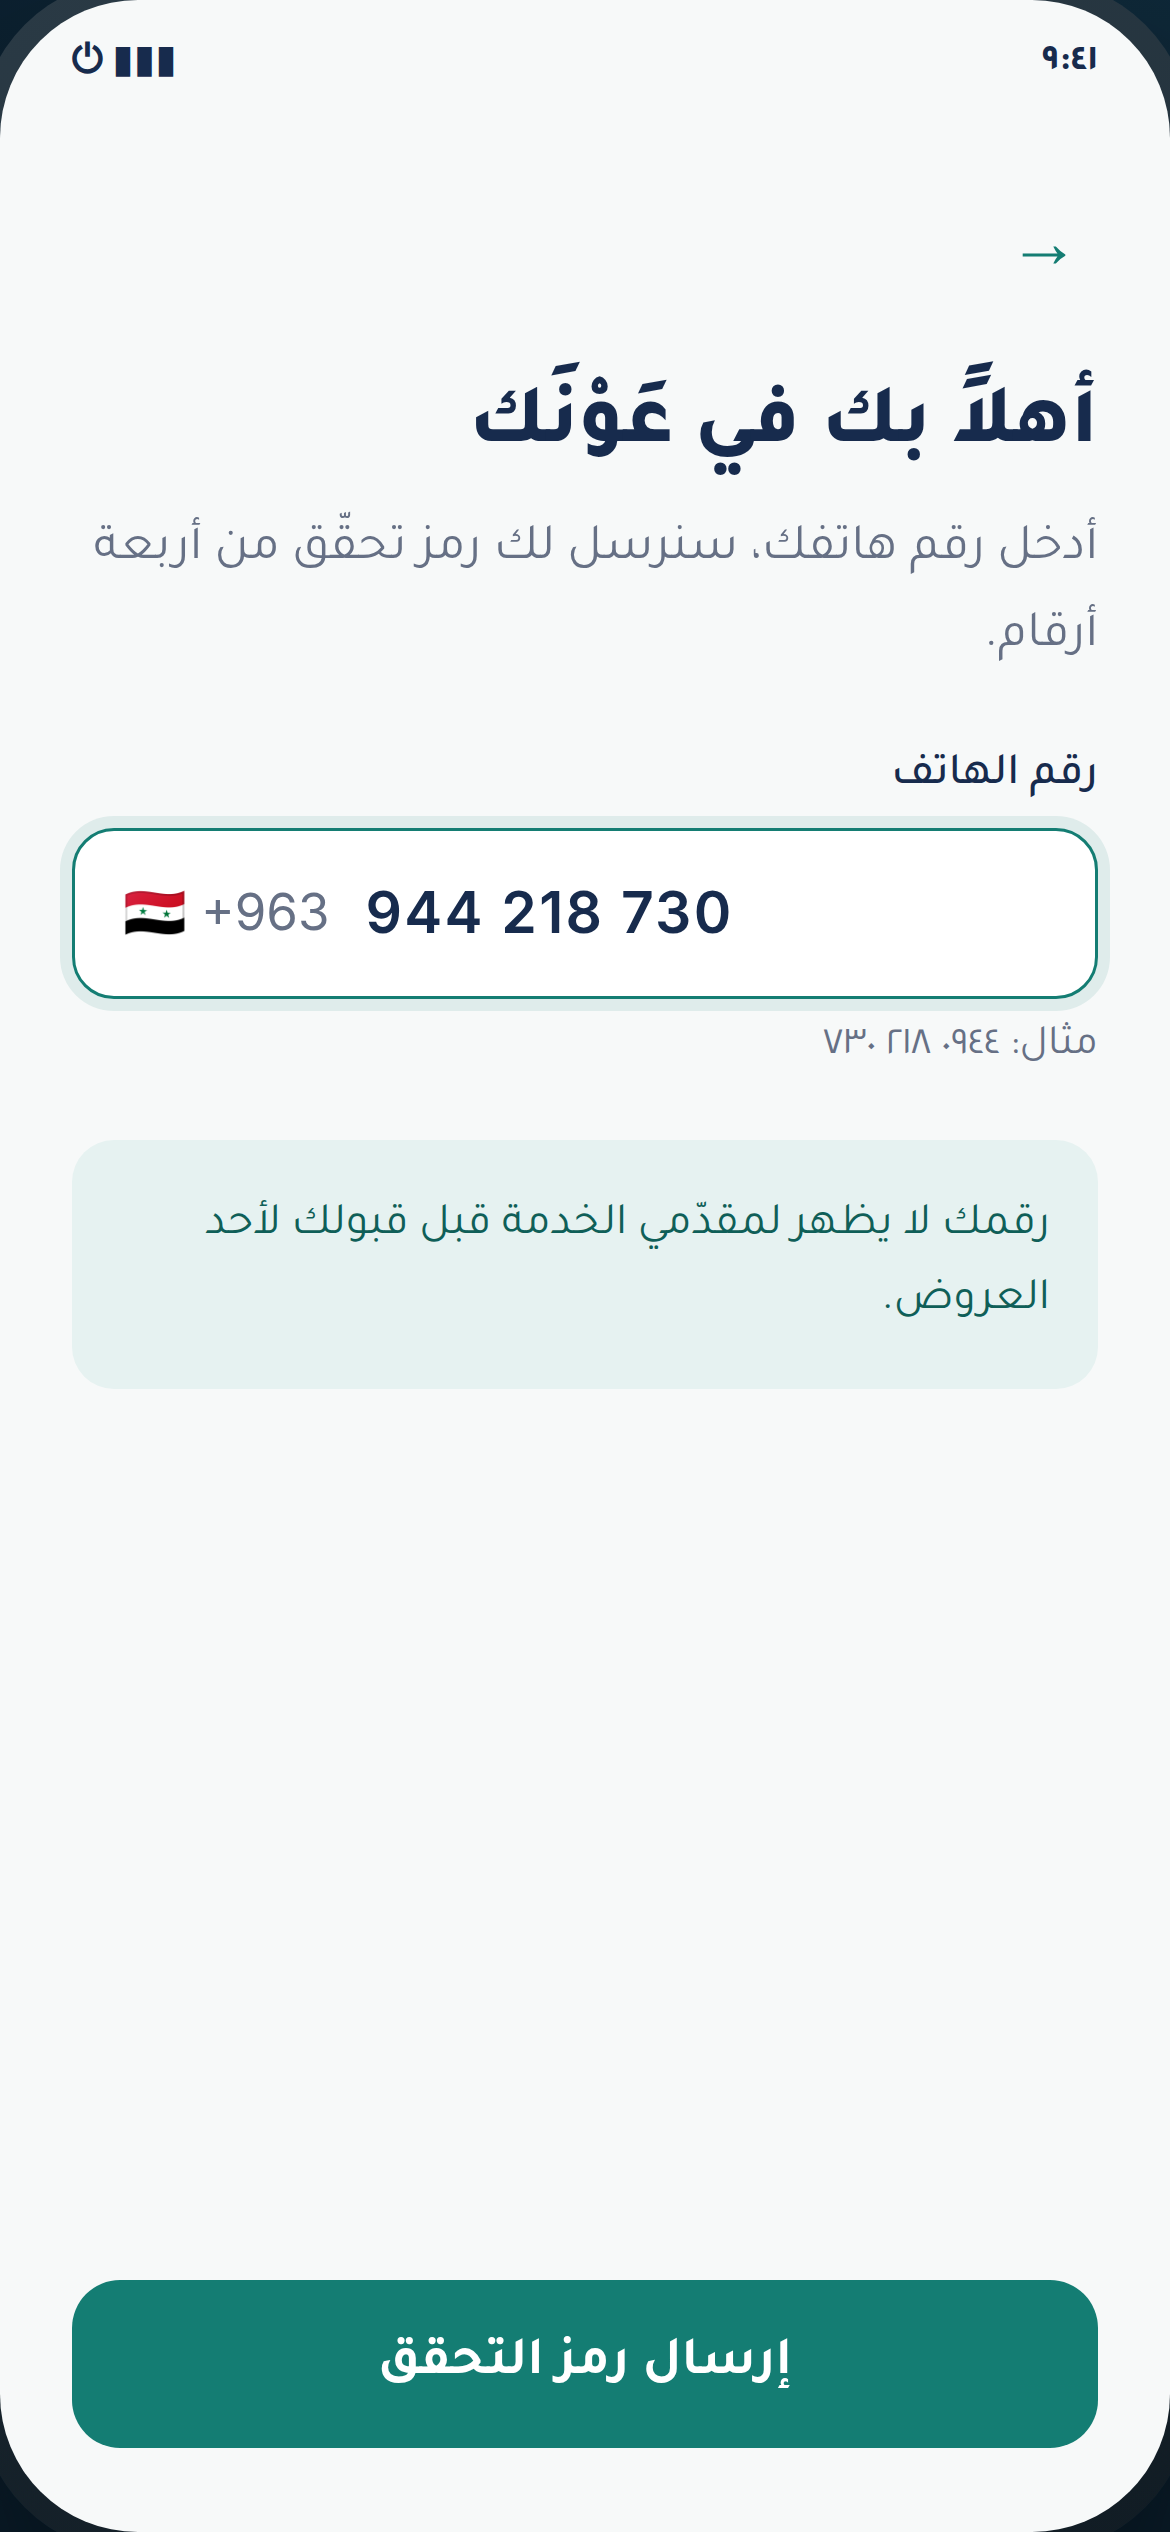 ٩:٤١
→
أهلاً بك في عَوْنَك
أدخل رقم هاتفك، سنرسل لك رمز تحقّق من أربعة
أرقام.
رقم الهاتف
+963 944 218 730
مثال: ٠٩٤٤ ٢١٨ ٧٣٠
رقمك لا يظهر لمقدّمي الخدمة قبل قبولك لأحد
العروض.
إرسال رمز التحقق